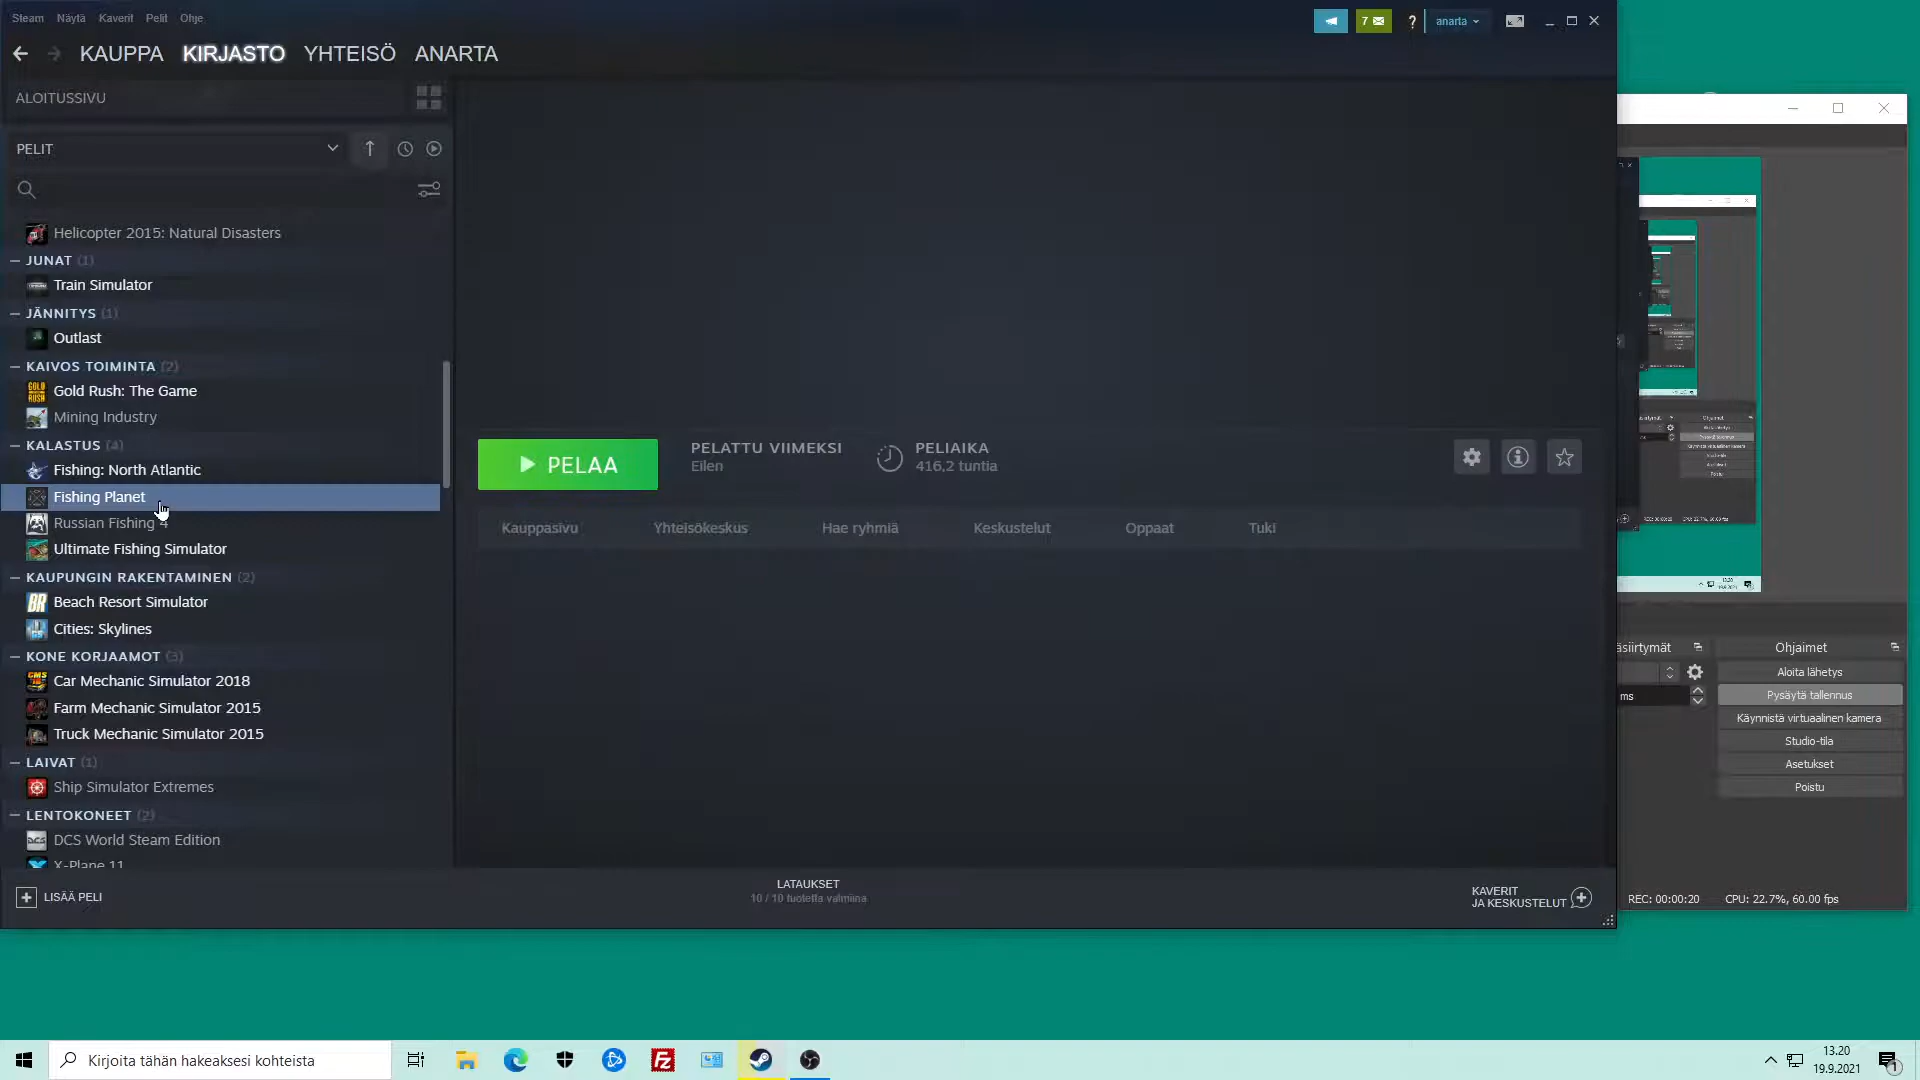 Steam Näytä Kaverit Pelit Ohje
7 ? anarta
KAUPPA KIRJASTO YHTEISÖ ANARTA
ALOITUSSIVU
PELIT
Helicopter 2015: Natural Disasters
JUNAT (1)
Train Simulator
JÄNNITYS (1)
Outlast
KAIVOS TOIMINTA (2)
Gold Rush: The Game
Mining Industry
KALASTUS (4)
Fishing: North Atlantic
Fishing Planet
Russian Fishing 4
Ultimate Fishing Simulator
KAUPUNGIN RAKENTAMINEN (2)
Beach Resort Simulator
Cities: Skylines
KONE KORJAAMOT (3)
Car Mechanic Simulator 2018
Farm Mechanic Simulator 2015
Truck Mechanic Simulator 2015
LAIVAT (1)
Ship Simulator Extremes
LENTOKONEET (2)
DCS World Steam Edition
X-Plane 11
LISÄÄ PELI
PELAA
PELATTU VIIMEKSI
Eilen
PELIAIKA
416,2 tuntia
Kauppasivu Yhteisökeskus Hae ryhmiä Keskustelut Oppaat Tuki
LATAUKSET
10 / 10 tuotetta valmiina
KAVERIT
JA KESKUSTELUT
Ohjaimet
Aloita lähetys
Pysäytä tallennus
Käynnistä virtuaalinen kamera
Studio-tila
Asetukset
Poistu
ms
REC: 00:00:20 CPU: 22.7%, 60.00 fps
Kirjoita tähän hakeaksesi kohteista
13.20
19.9.2021
1